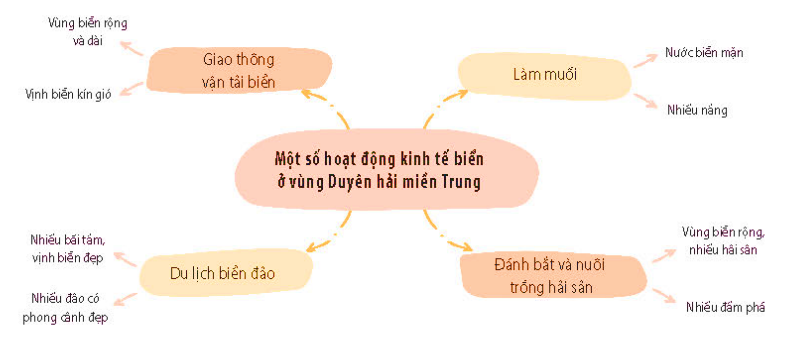 Vùng biển rộng
và dài
Vịnh biển kín gió
Giao thông
vận tải biển
Làm muối
Nước biển mặn
Nhiều nắng
Một số hoạt động kinh tế biển
ở vùng Duyên hải miền Trung
Nhiều bãi tắm,
vịnh biển đẹp
Nhiều đảo có
phong cảnh đẹp
Du lịch biển đảo
Đánh bắt và nuôi
trồng hải sản
Vùng biển rộng,
nhiều hải sản
Nhiều đầm phá